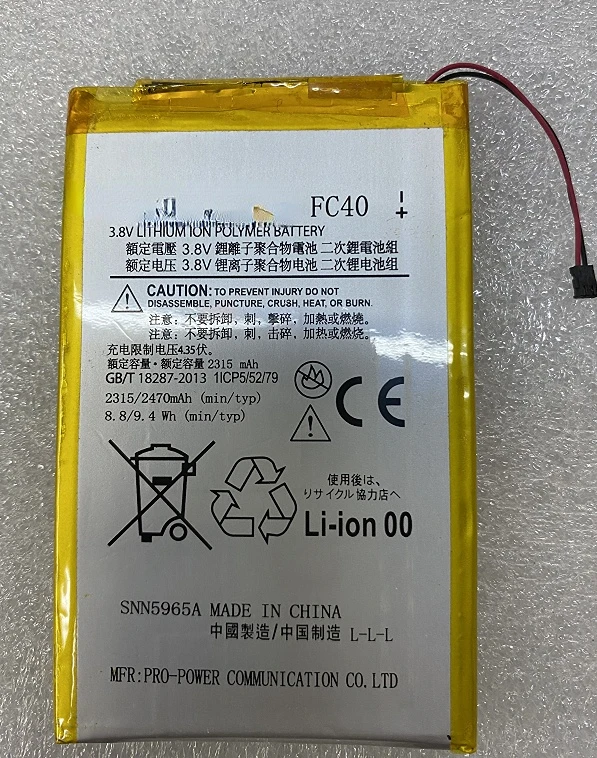 FC40
- +
3.8V LITHIUM ION POLYMER BATTERY
額定電壓 3.8V 鋰離子聚合物電池 二次鋰電池組
额定电压 3.8V 锂离子聚合物电池 二次锂电池组
CAUTION: TO PREVENT INJURY DO NOT
DISASSEMBLE, PUNCTURE, CRUSH, HEAT, OR BURN.
注意: 不要拆卸, 刺, 擊碎, 加熱或燃燒。
注意: 不要拆卸, 刺, 击碎, 加热或燃烧。
充电限制电压4.35伏。
額定容量·额定容量 2315 mAh
GB/T 18287-2013 1ICP5/52/79
2315/2470mAh (min/typ)
8.8/9.4 Wh (min/typ)
CE
使用後は、
リサイクル協力店へ
Li-ion 00
SNN5965A MADE IN CHINA
中國製造/中国制造 L-L-L
MFR:PRO-POWER COMMUNICATION CO.LTD